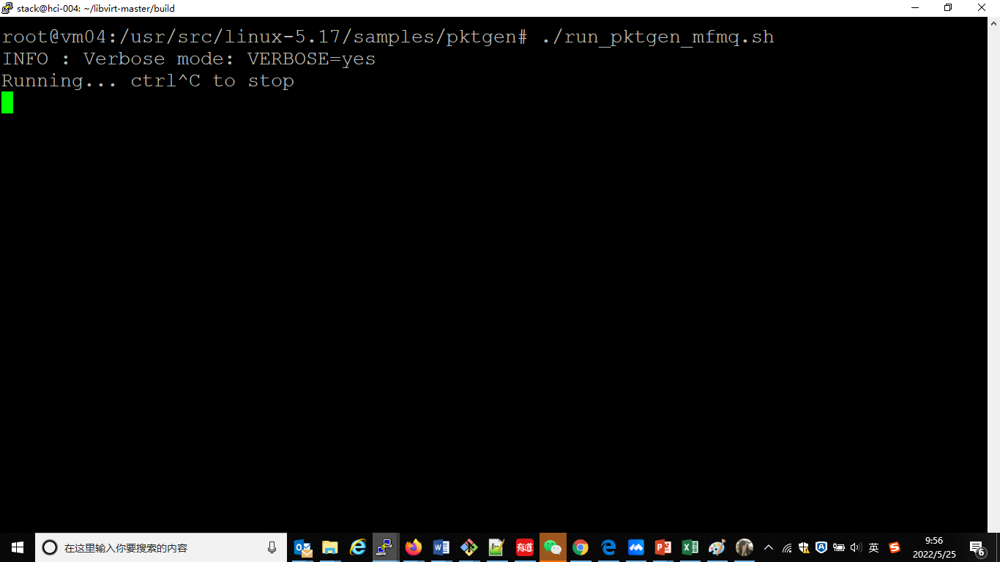 stack@hci-004: ~/libvirt-master/build
root@vm04:/usr/src/linux-5.17/samples/pktgen# ./run_pktgen_mfmq.sh
INFO : Verbose mode: VERBOSE=yes
Running... ctrl^C to stop
在这里输入你要搜索的内容
有道
英
9:56
2022/5/25
6